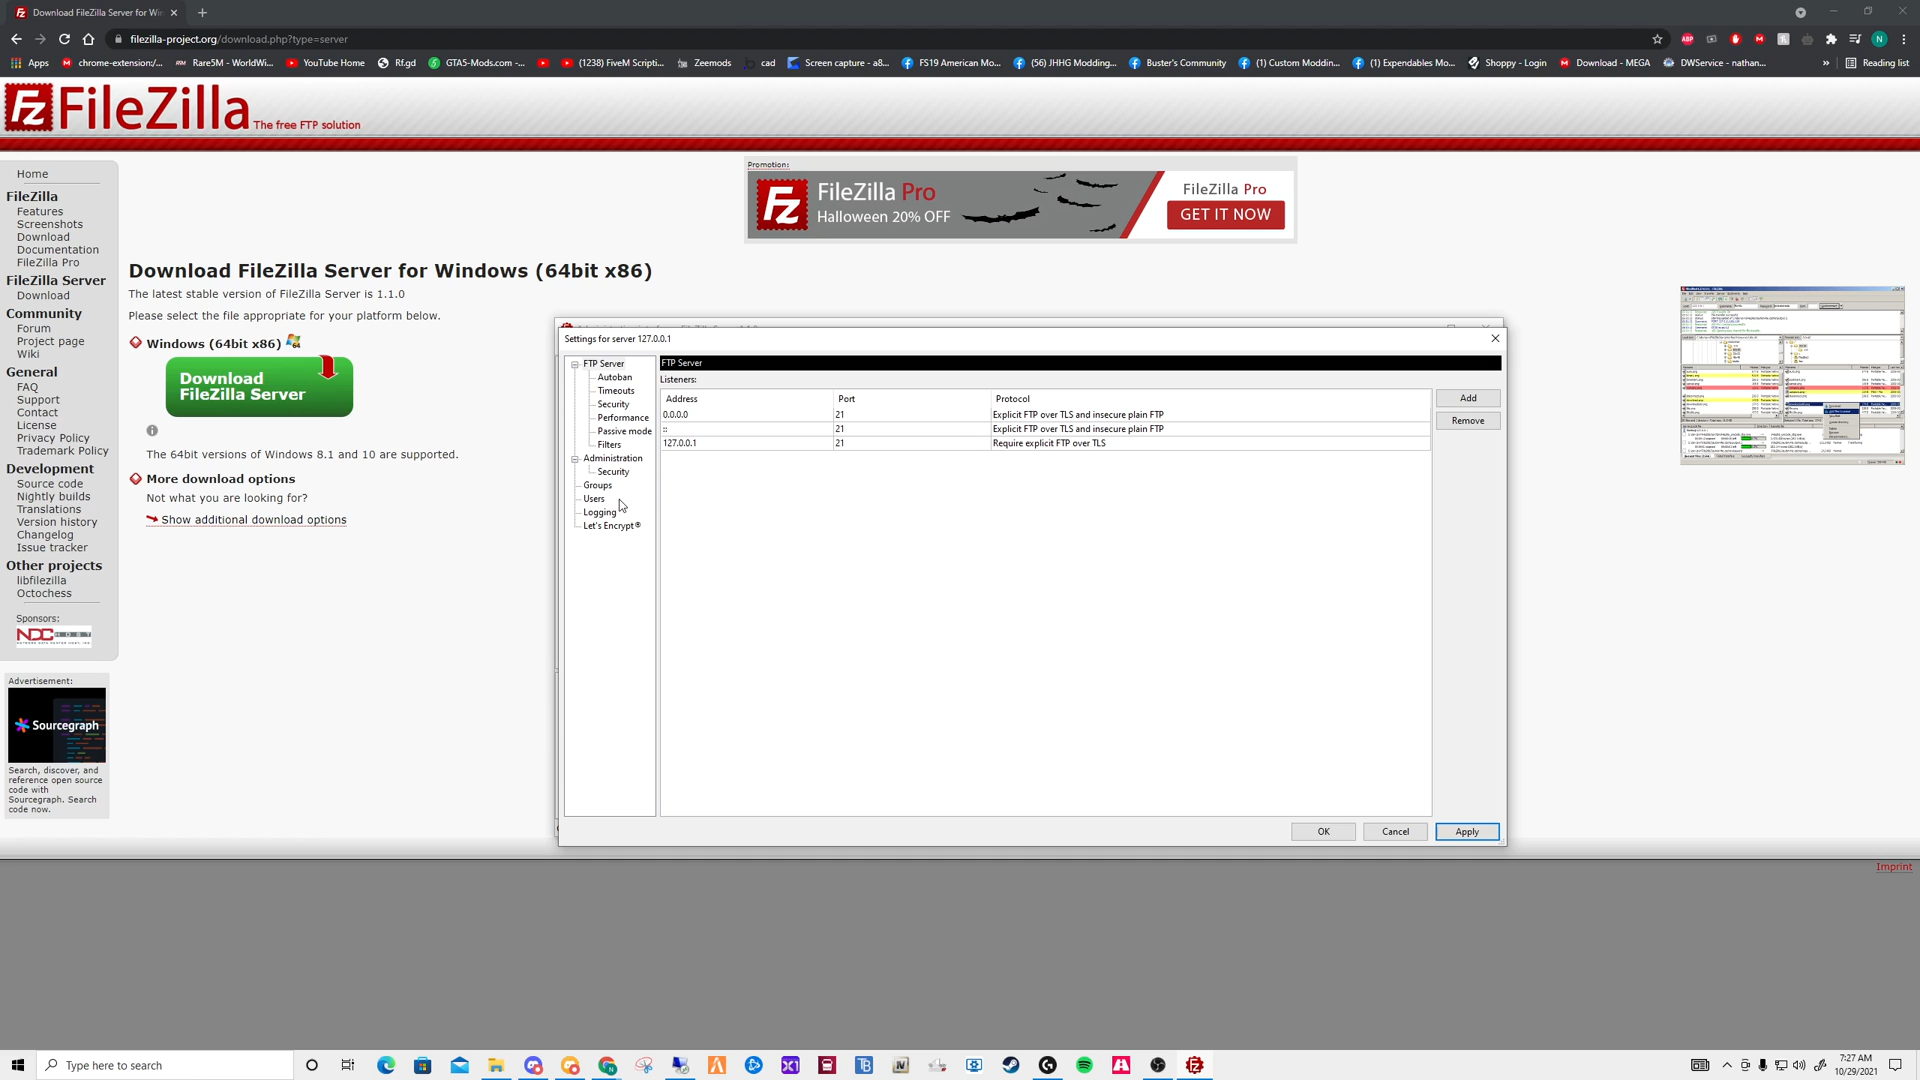 Download FileZilla Server for Win
filezilla-project.org/download.php?type=server
Apps
chrome-extension:/...
Rare5M - WorldWi...
YouTube Home
Rf.gd
GTA5-Mods.com -...
(1238) FiveM Scripti...
Zeemods
cad
Screen capture - a8...
FS19 American Mo...
(56) JHHG Modding...
Buster's Community
(1) Custom Moddin...
(1) Expendables Mo...
Shoppy - Login
Download - MEGA
DWService - nathan...
»
Reading list
FileZilla
The free FTP solution
Promotion:
FileZilla Pro
Halloween 20% OFF
FileZilla Pro
GET IT NOW
Home
FileZilla
Features
Screenshots
Download
Documentation
FileZilla Pro
FileZilla Server
Download
Community
Forum
Project page
Wiki
General
FAQ
Support
Contact
License
Privacy Policy
Trademark Policy
Development
Source code
Nightly builds
Translations
Version history
Changelog
Issue tracker
Other projects
libfilezilla
Octochess
Sponsors:
Advertisement:
Sourcegraph
Search, discover, and
reference open source
code with
Sourcegraph. Search
code now.
Download FileZilla Server for Windows (64bit x86)
The latest stable version of FileZilla Server is 1.1.0
Please select the file appropriate for your platform below.
Windows (64bit x86)
Download
FileZilla Server
The 64bit versions of Windows 8.1 and 10 are supported.
More download options
Not what you are looking for?
Show additional download options
Settings for server 127.0.0.1
FTP Server
Autoban
Timeouts
Security
Performance
Passive mode
Filters
Administration
Security
Groups
Users
Logging
Let's Encrypt®
FTP Server
Listeners:
Address Port Protocol
0.0.0.0 21 Explicit FTP over TLS and insecure plain FTP
:: 21 Explicit FTP over TLS and insecure plain FTP
127.0.0.1 21 Require explicit FTP over TLS
Add
Remove
OK
Cancel
Apply
Imprint
Type here to search
7:27 AM
10/29/2021